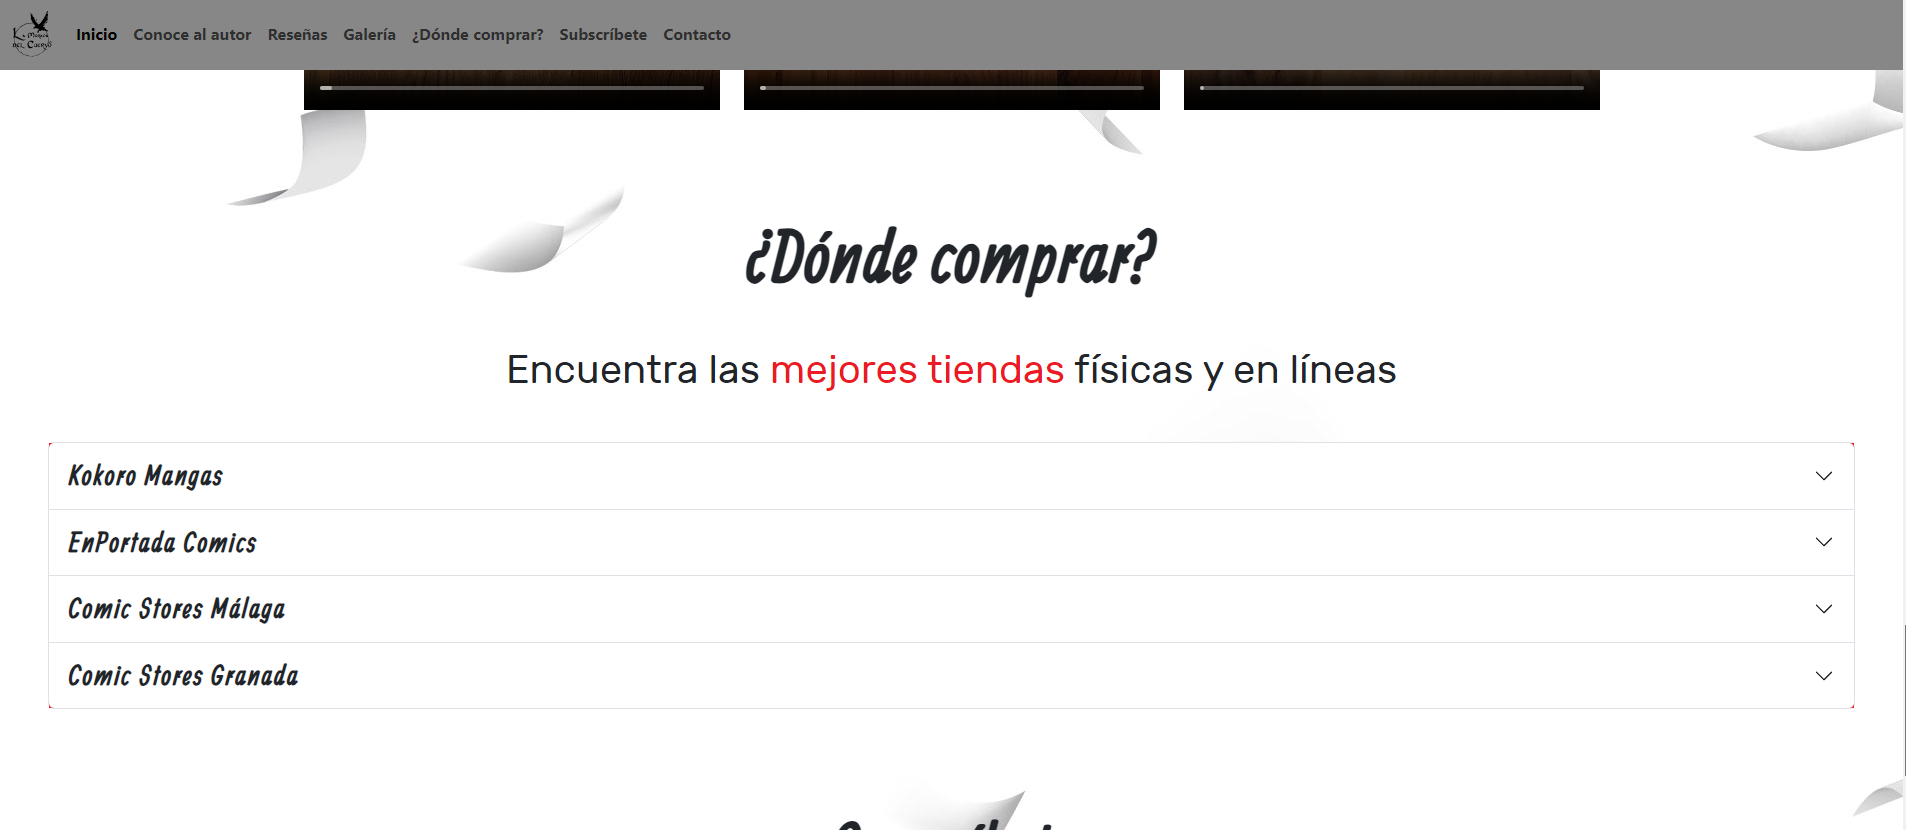 Inicio Conoce al autor Reseñas Galería ¿Dónde comprar? Subscríbete Contacto
¿Dónde comprar?
Encuentra las mejores tiendas físicas y en líneas
Kokoro Mangas
EnPortada Comics
Comic Stores Málaga
Comic Stores Granada